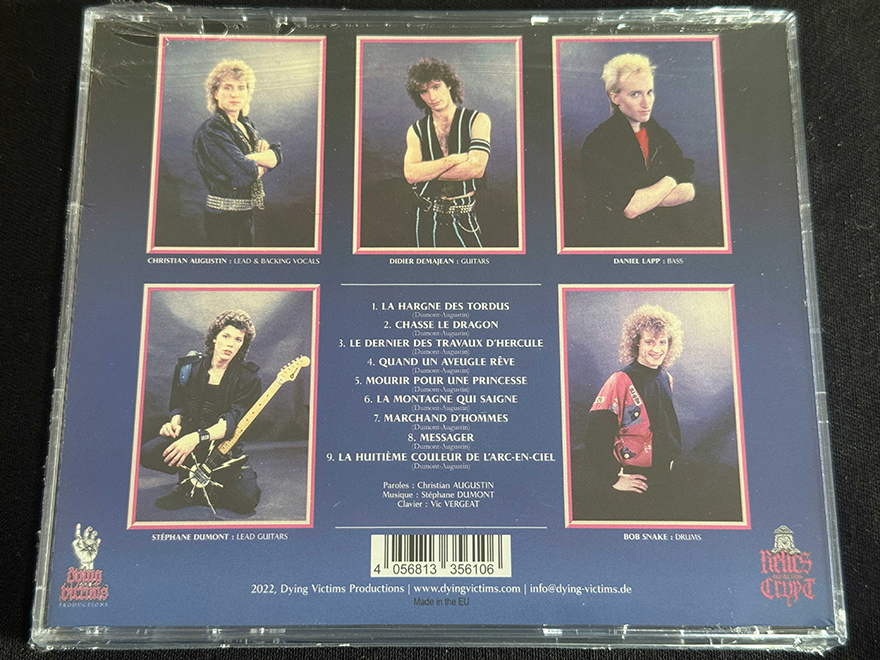 CHRISTIAN AUGUSTIN : LEAD & BACKING VOCALS
DIDIER DEMAJEAN : GUITARS
DANIEL LAPP : BASS
1. LA HARGNE DES TORDUS
(Dumont-Augustin)
2. CHASSE LE DRAGON
(Dumont-Augustin)
3. LE DERNIER DES TRAVAUX D'HERCULE
(Dumont-Augustin)
4. QUAND UN AVEUGLE RÊVE
(Dumont-Augustin)
5. MOURIR POUR UNE PRINCESSE
(Dumont-Augustin)
6. LA MONTAGNE QUI SAIGNE
(Dumont-Augustin)
7. MARCHAND D'HOMMES
(Dumont-Augustin)
8. MESSAGER
(Dumont-Augustin)
9. LA HUITIÈME COULEUR DE L'ARC-EN-CIEL
(Dumont-Augustin)
Paroles : Christian AUGUSTIN
Musique : Stéphane DUMONT
Clavier : Vic VERGEAT
STÉPHANE DUMONT : LEAD GUITARS
BOB SNAKE : DRUMS
4 056813 356106
Dying
Victims
PRODUCTIONS
2022, Dying Victims Productions | www.dyingvictims.com | info@dying-victims.de
Made in the EU
Relics
Crypt